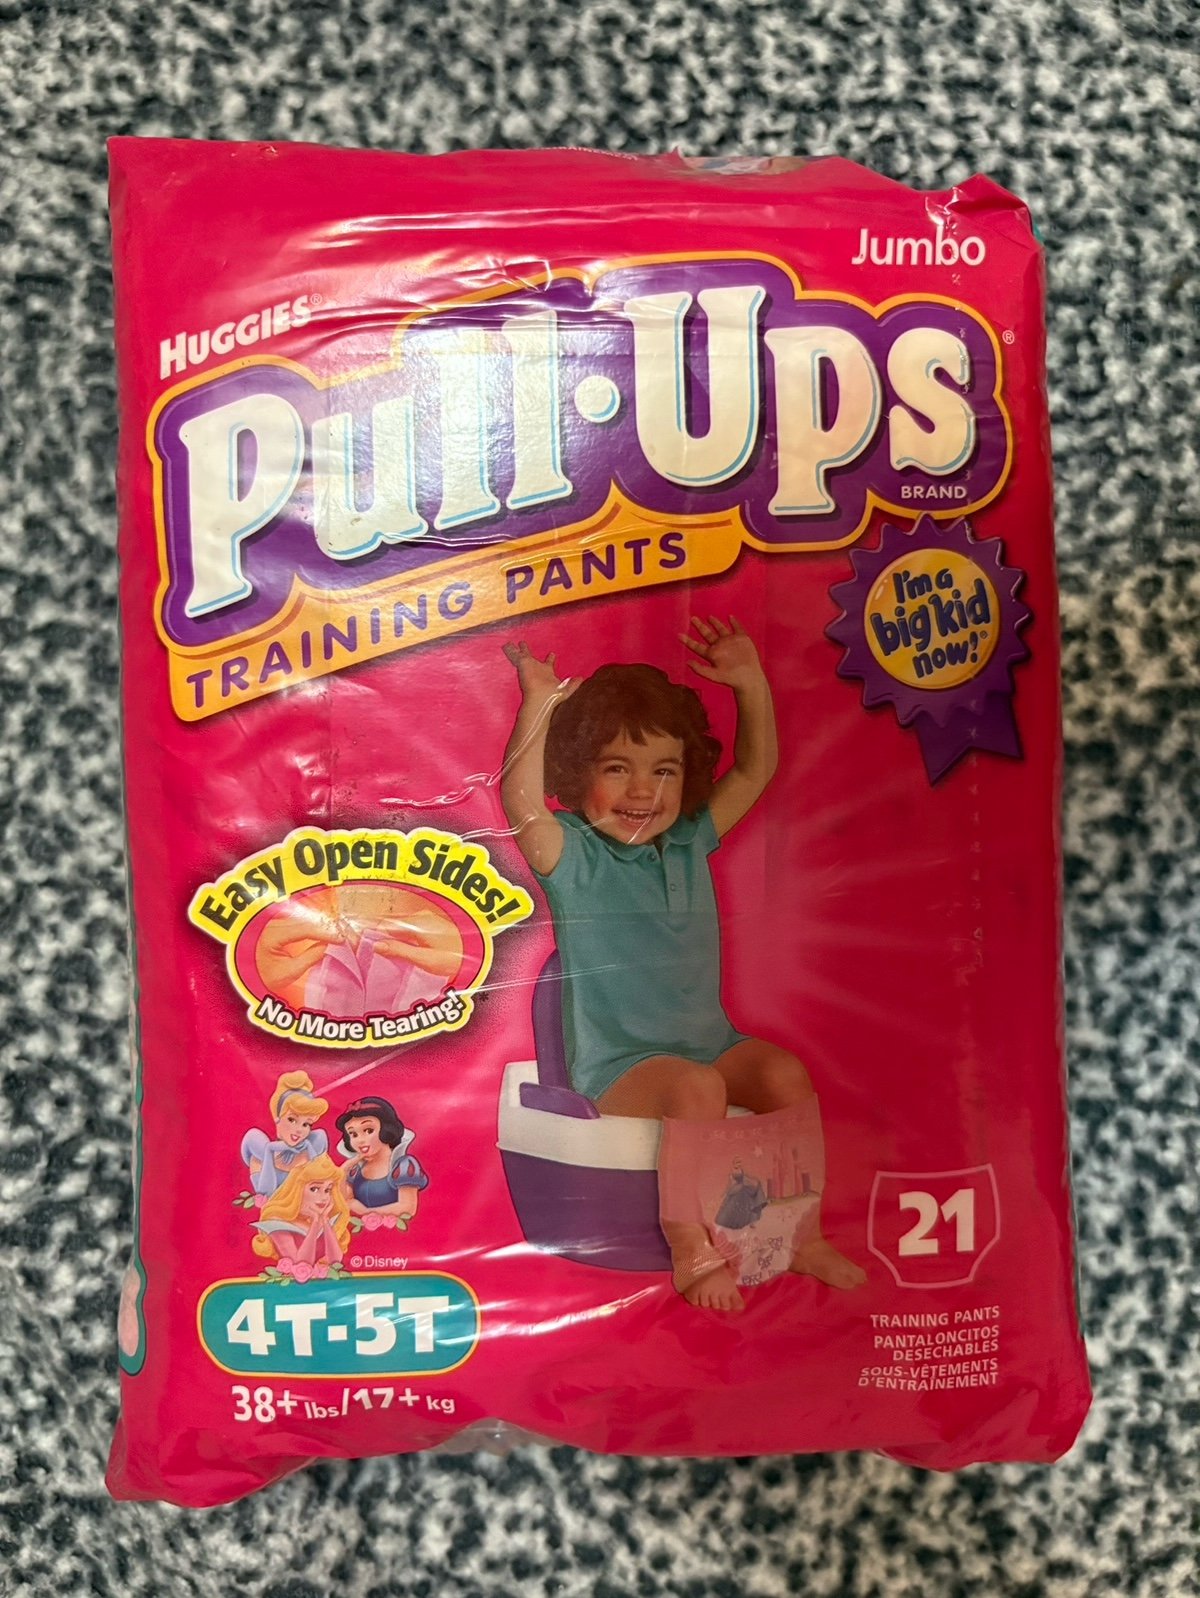 Jumbo
HUGGIES®
Pull·Ups®
BRAND
TRAINING PANTS
I'm a
big kid
now!®
Easy Open Sides!
No More Tearing!*
©Disney
4T-5T
38+ lbs/17+ kg
21
TRAINING PANTS
PANTALONCITOS
DESECHABLES
SOUS-VÊTEMENTS
D'ENTRAÎNEMENT